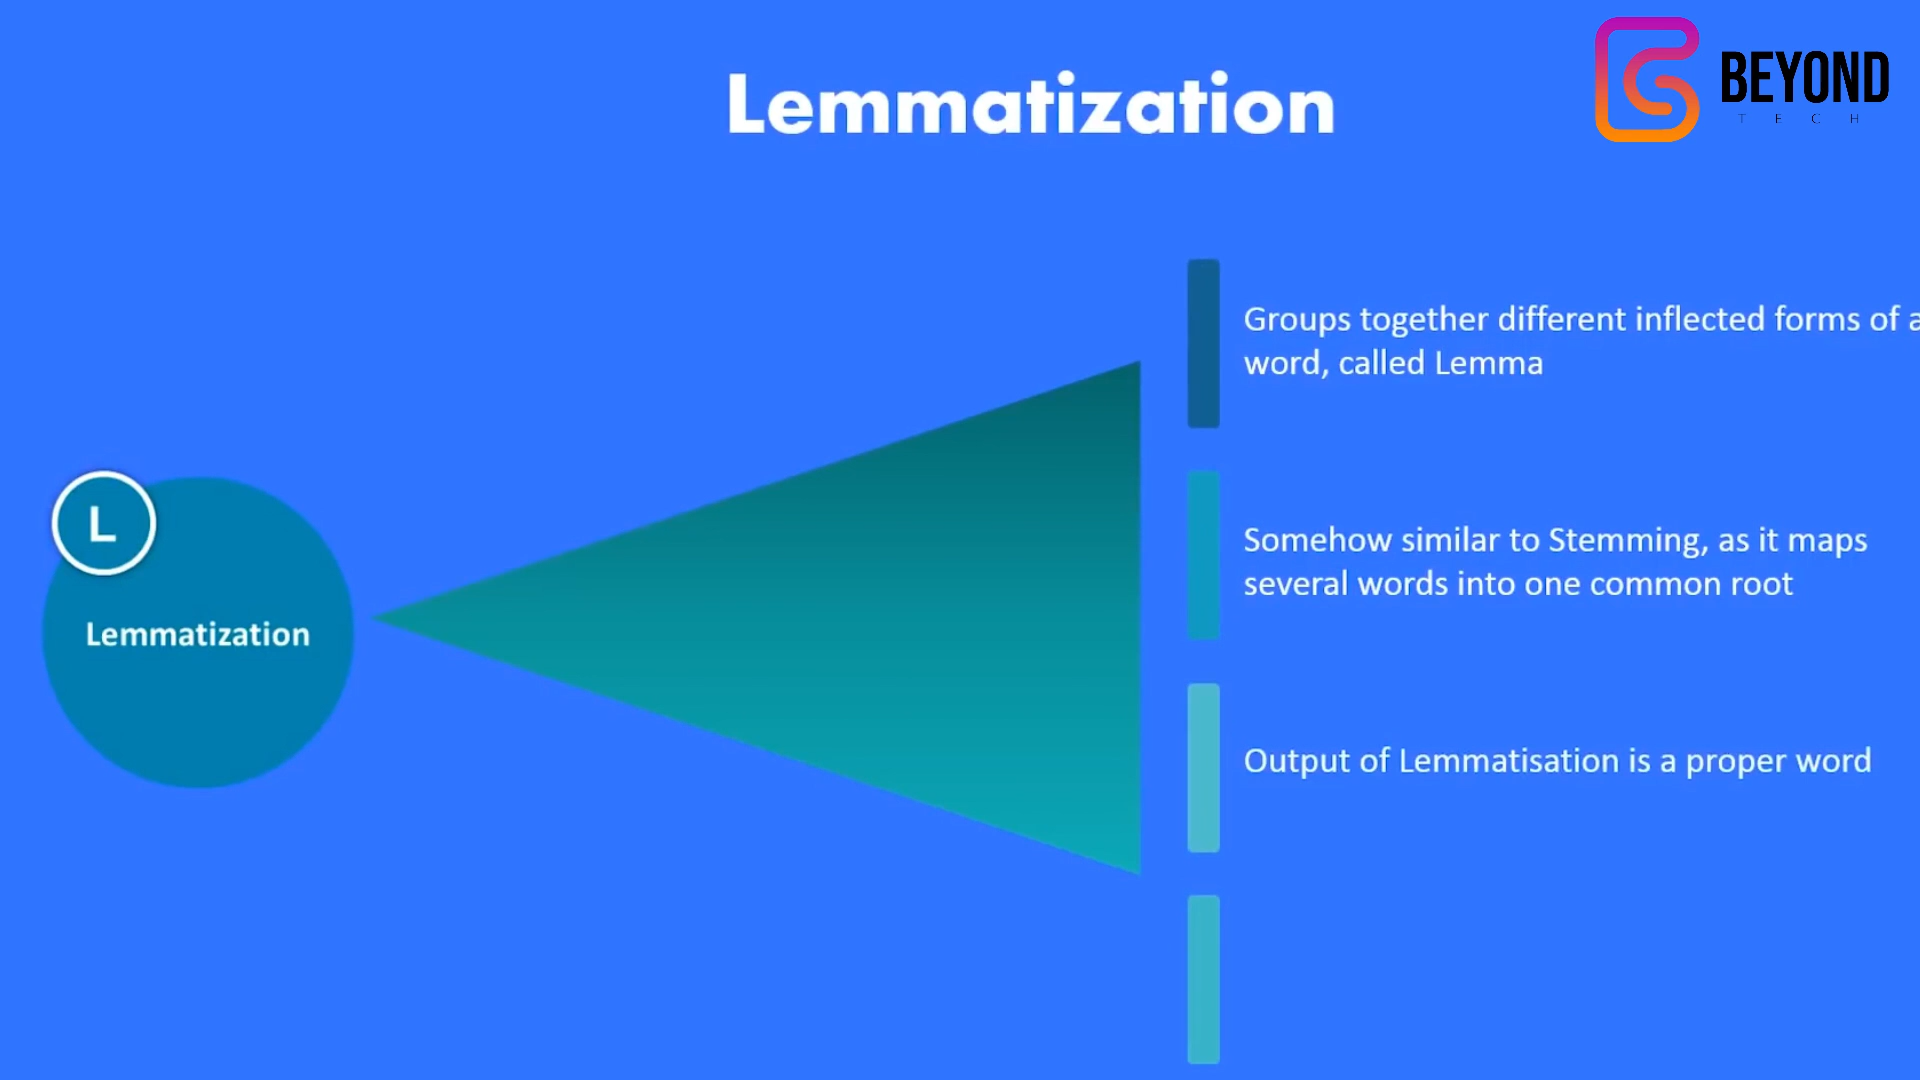 Lemmatization
BEYOND
TECH
Groups together different inflected forms of a
word, called Lemma
L
Somehow similar to Stemming, as it maps
several words into one common root
Lemmatization
Output of Lemmatisation is a proper word